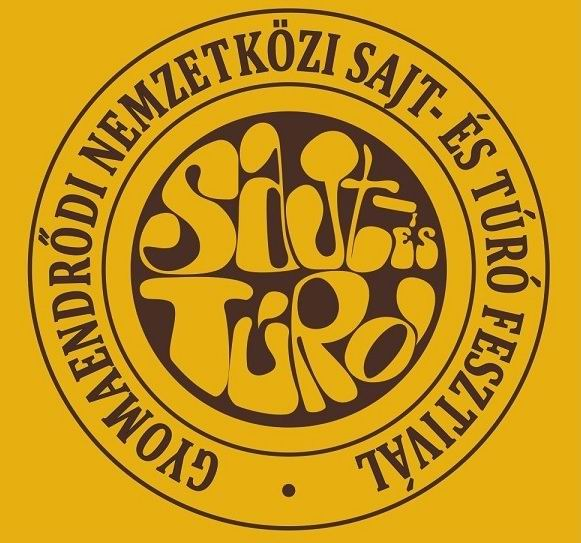 GYOMAENDRŐDI NEMZETKÖZI SAJT- ÉS TÚRÓ FESZTIVÁL
Sajt- és
Túró